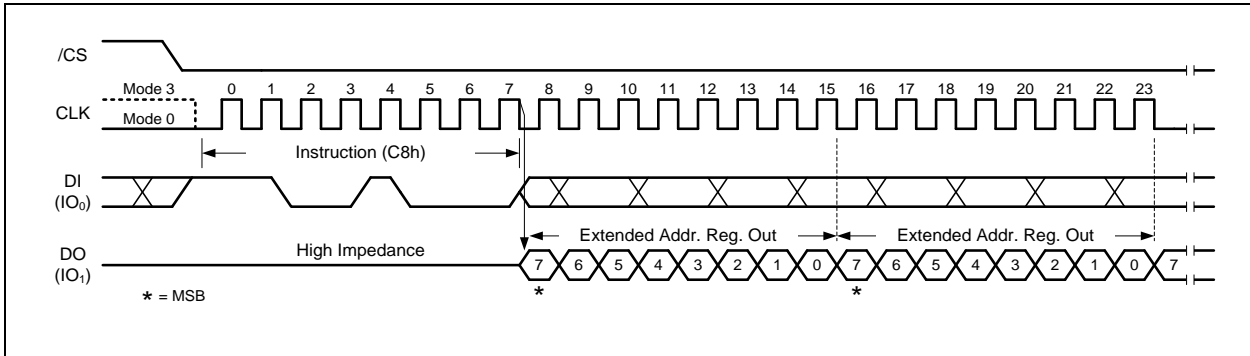 /CS
Mode 3 0 1 2 3 4 5 6 7 8 9 10 11 12 13 14 15 16 17 18 19 20 21 22 23
CLK
Mode 0
Instruction (C8h)
DI
(IO₀)
Extended Addr. Reg. Out Extended Addr. Reg. Out
High Impedance
DO
7 6 5 4 3 2 1 0 7 6 5 4 3 2 1 0 7
(IO₁)
* *
* = MSB